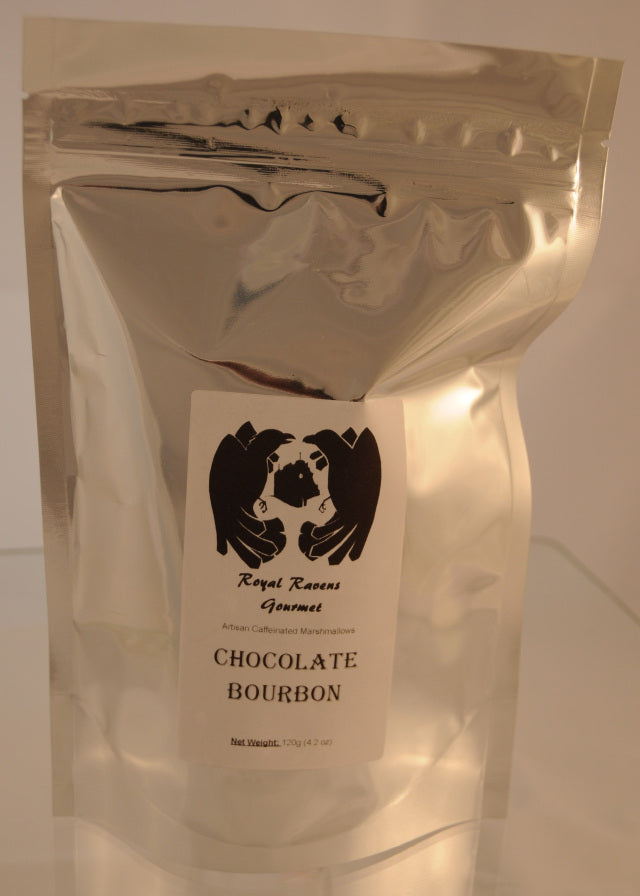 Royal Ravens
Gourmet
Artisan Caffeinated Marshmallows
CHOCOLATE
BOURBON
Net Weight: 120g (4.2 oz)